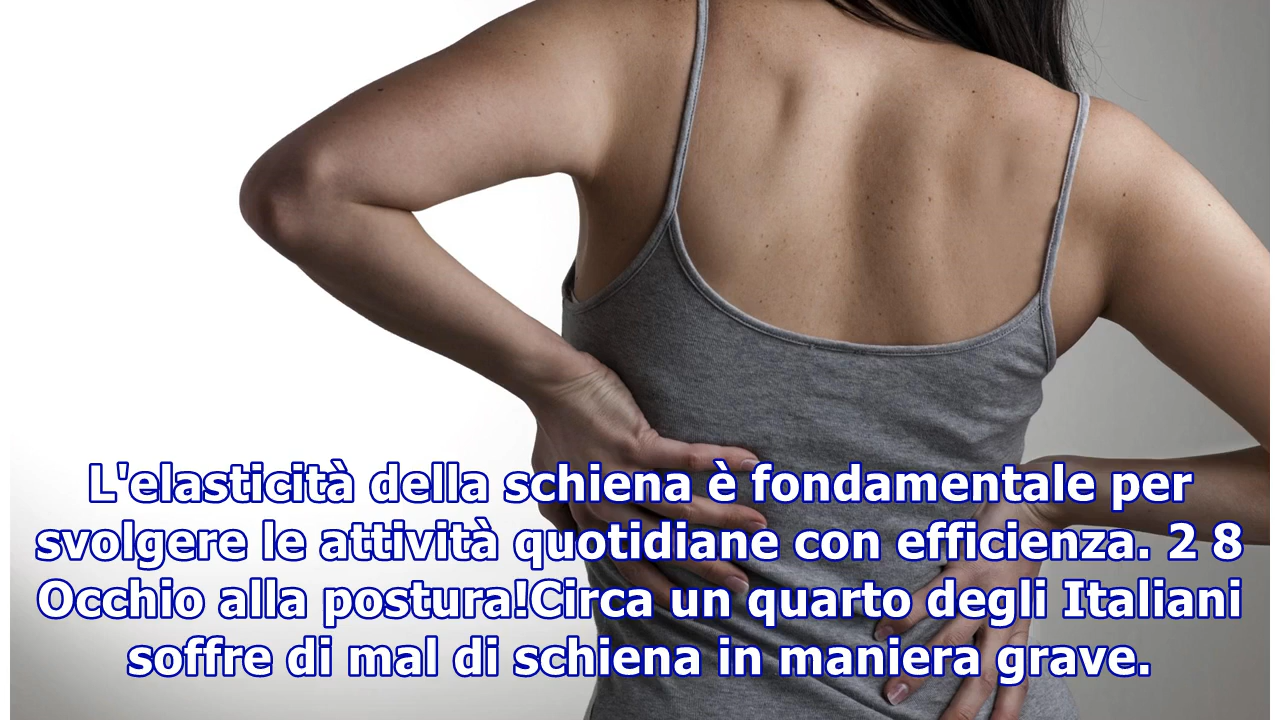 L'elasticità della schiena è fondamentale per
svolgere le attività quotidiane con efficienza. 2 8
Occhio alla postura!Circa un quarto degli Italiani
soffre di mal di schiena in maniera grave.